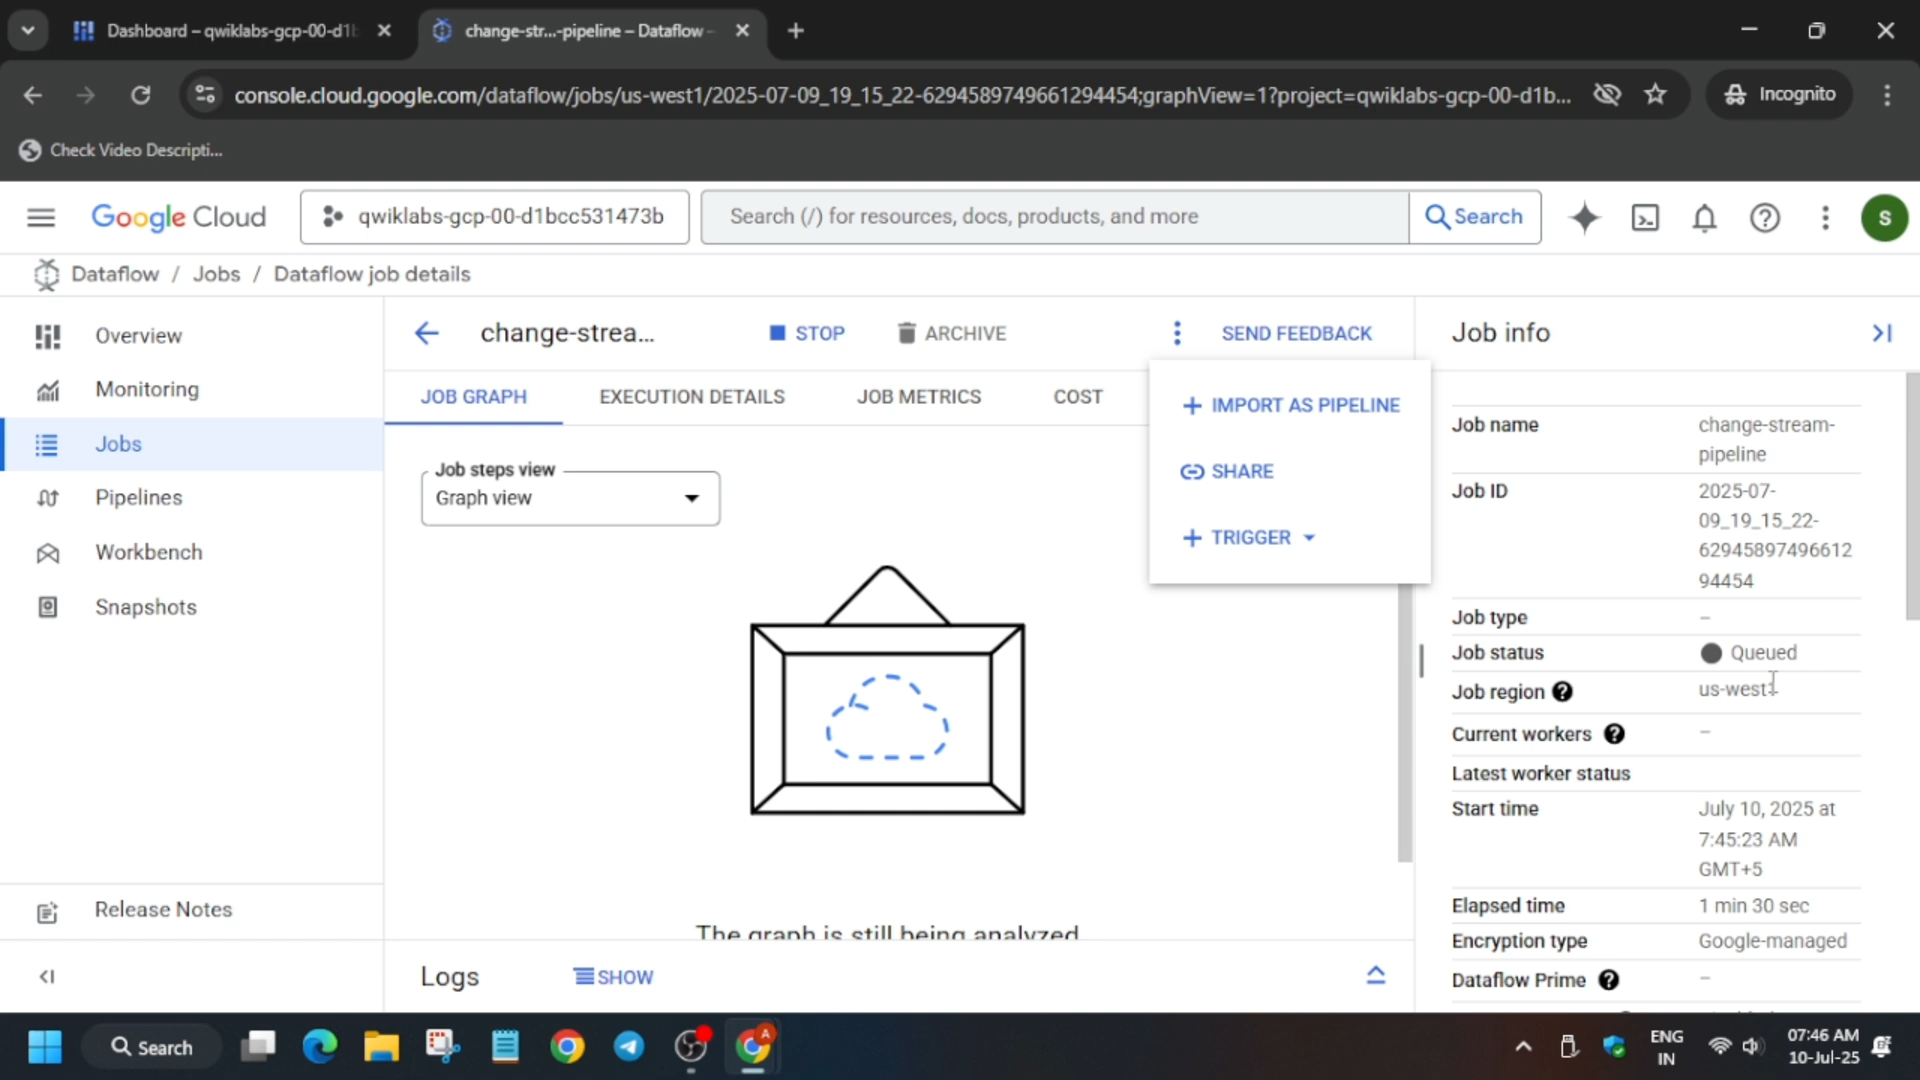 Dashboard – qwiklabs-gcp-00-d1b
change-str...-pipeline – Dataflow –
console.cloud.google.com/dataflow/jobs/us-west1/2025-07-09_19_15_22-6294589749661294454;graphView=1?project=qwiklabs-gcp-00-d1b...
Incognito
Check Video Descripti...
Google Cloud
qwiklabs-gcp-00-d1bcc531473b
Search (/) for resources, docs, products, and more
Search
S
Dataflow / Jobs / Dataflow job details
Overview
Monitoring
Jobs
Pipelines
Workbench
Snapshots
Release Notes
change-strea...
STOP
ARCHIVE
SEND FEEDBACK
JOB GRAPH
EXECUTION DETAILS
JOB METRICS
COST
IMPORT AS PIPELINE
SHARE
TRIGGER
Job steps view
Graph view
The graph is still being analyzed
Logs
SHOW
Job info
Job name
change-stream-
pipeline
Job ID
2025-07-
09_19_15_22-
62945897496612
94454
Job type
–
Job status
Queued
Job region
us-west1
Current workers
–
Latest worker status
Start time
July 10, 2025 at
7:45:23 AM
GMT+5
Elapsed time
1 min 30 sec
Encryption type
Google-managed
Dataflow Prime
–
Search
ENG
IN
07:46 AM
10-Jul-25